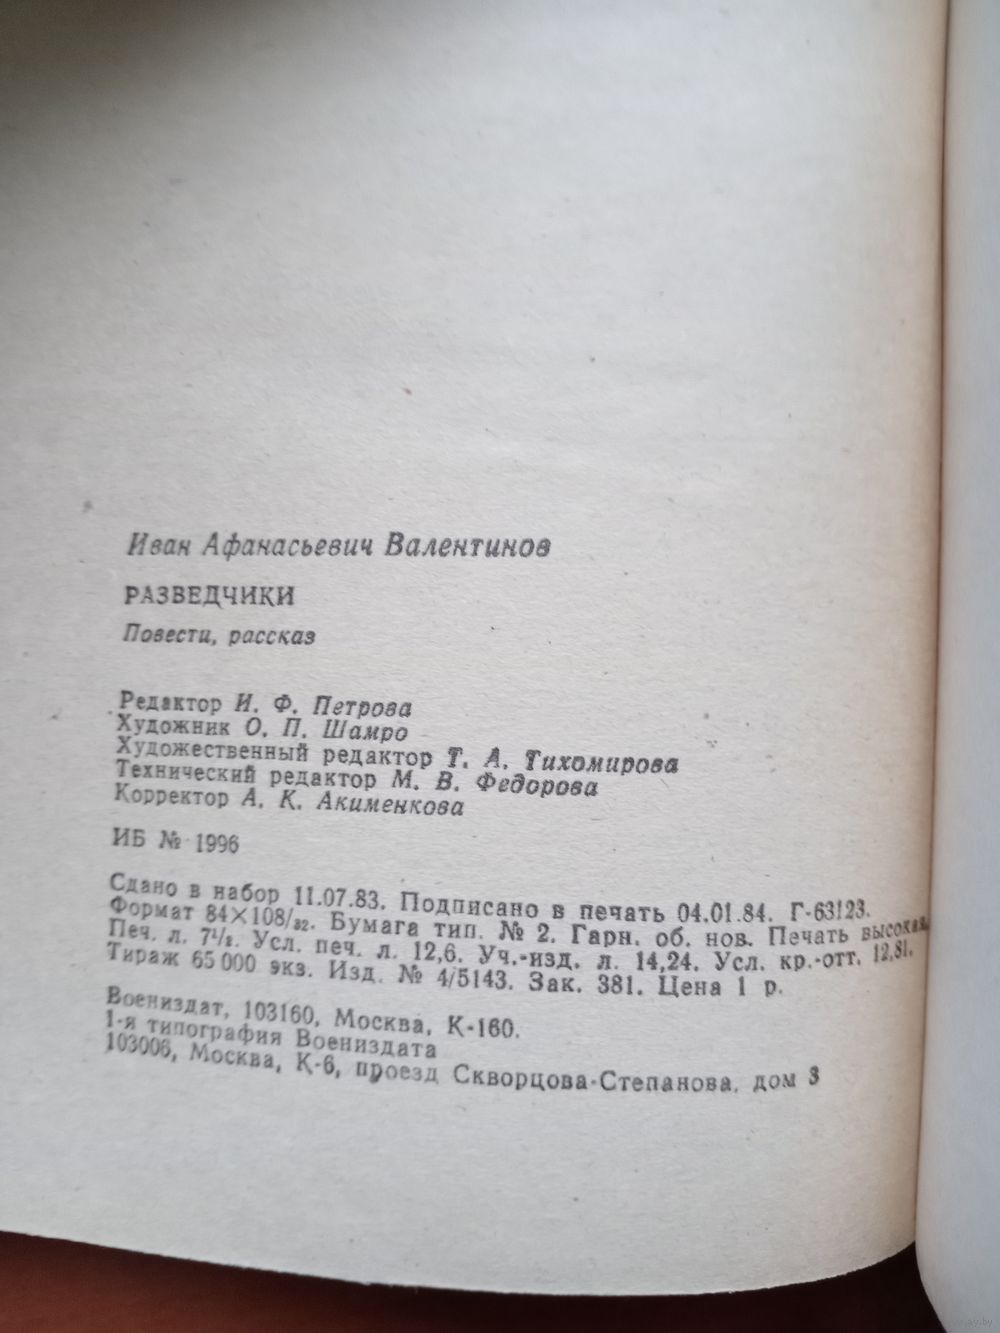 Иван Афанасьевич Валентинов
РАЗВЕДЧИКИ
Повести, рассказ
Редактор И. Ф. Петрова
Художник О. П. Шамро
Художественный редактор Т. А. Тихомирова
Технический редактор М. В. Федорова
Корректор А. К. Акименкова
ИБ № 1996
Сдано в набор 11.07.83. Подписано в печать 04.01.84. Г-63123.
Формат 84×108/32. Бумага тип. № 2. Гарн. об. нов. Печать высокая.
Печ. л. 7 1/2. Усл. печ. л. 12,6. Уч.-изд. л. 14,24. Усл. кр.-отт. 12,81.
Тираж 65 000 экз. Изд. № 4/5143. Зак. 381. Цена 1 р.
Воениздат, 103160, Москва, К-160.
1-я типография Воениздата
103006, Москва, К-6, проезд Скворцова-Степанова, дом 3